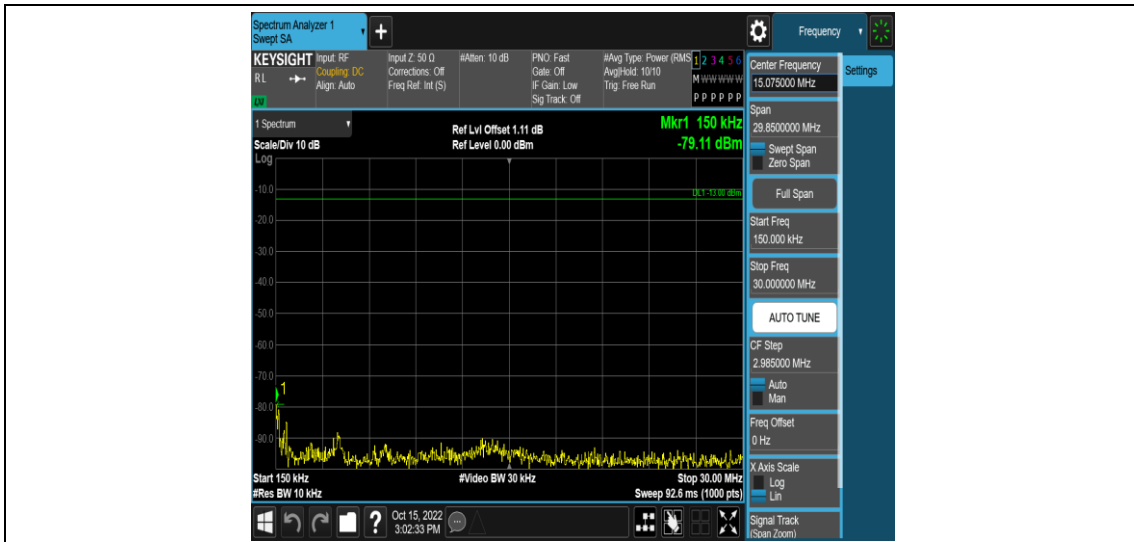 Spectrum Analyzer 1
Swept SA
+
Frequency
KEYSIGHT
RL
LM
Input: RF
Coupling: DC
Align: Auto
Input Z: 50 Ω
Corrections: Off
Freq Ref: Int (S)
#Atten: 10 dB
PNO: Fast
Gate: Off
IF Gain: Low
Sig Track: Off
#Avg Type: Power (RMS
Avg|Hold: 10/10
Trig: Free Run
1 2 3 4 5 6
M W W W W W
P P P P P P
1 Spectrum
Scale/Div 10 dB
Ref Lvl Offset 1.11 dB
Ref Level 0.00 dBm
Mkr1 150 kHz
-79.11 dBm
Log
DL1 -13.00 dBm
-10.0
-20.0
-30.0
-40.0
-50.0
-60.0
-70.0
1
-80.0
-90.0
Start 150 kHz
#Video BW 30 kHz
Stop 30.00 MHz
#Res BW 10 kHz
Sweep 92.6 ms (1000 pts)
?
Oct 15, 2022
3:02:33 PM
Center Frequency
15.075000 MHz
Settings
Span
29.8500000 MHz
Swept Span
Zero Span
Full Span
Start Freq
150.000 kHz
Stop Freq
30.000000 MHz
AUTO TUNE
CF Step
2.985000 MHz
Auto
Man
Freq Offset
0 Hz
X Axis Scale
Log
Lin
Signal Track
(Span Zoom)